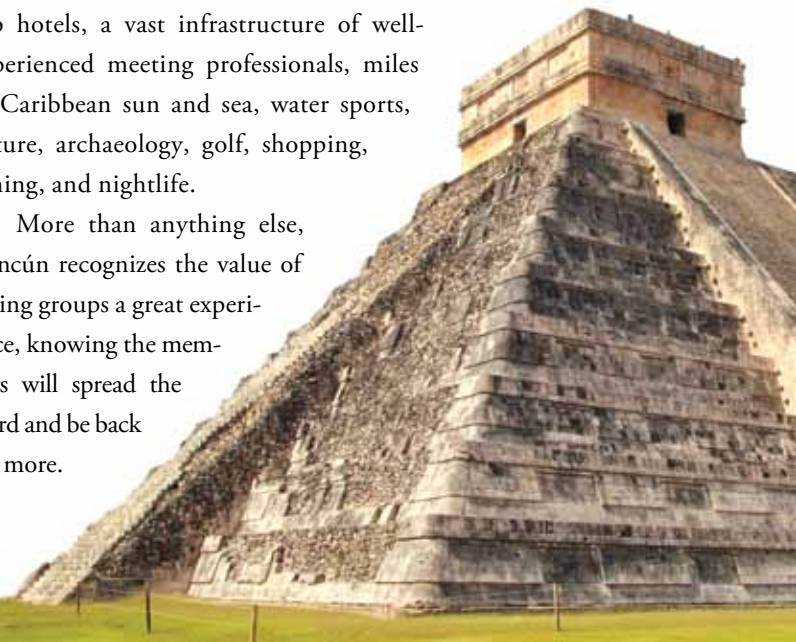 hotels, a vast infrastructure of well-
perienced meeting professionals, miles
Caribbean sun and sea, water sports,
ture, archaeology, golf, shopping,
ning, and nightlife.
More than anything else,
ncún recognizes the value of
ing groups a great experi-
ce, knowing the mem-
s will spread the
rd and be back
more.